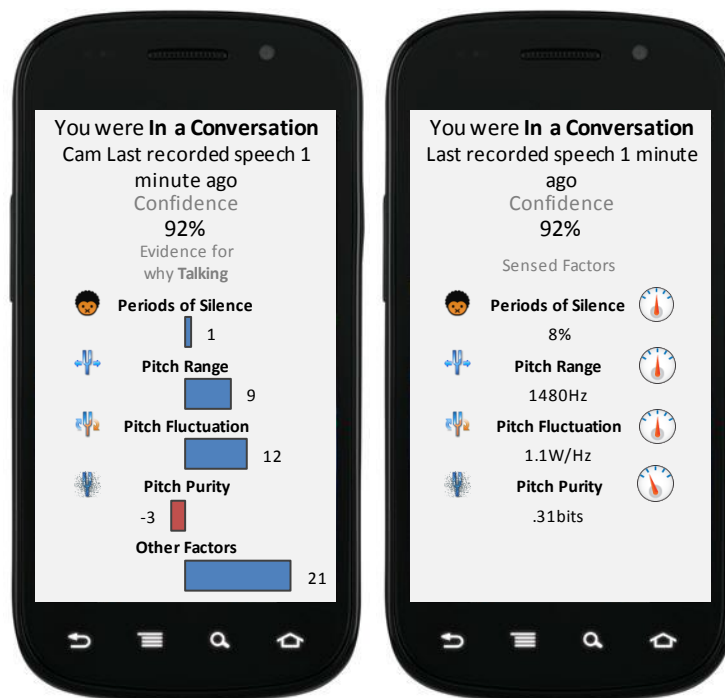 You were In a Conversation
Cam Last recorded speech 1
minute ago
Confidence
92%
Evidence for
why Talking
Periods of Silence
1
Pitch Range
9
Pitch Fluctuation
12
Pitch Purity
-3
Other Factors
21
You were In a Conversation
Last recorded speech 1 minute
ago
Confidence
92%
Sensed Factors
Periods of Silence
8%
Pitch Range
1480Hz
Pitch Fluctuation
1.1W/Hz
Pitch Purity
.31bits